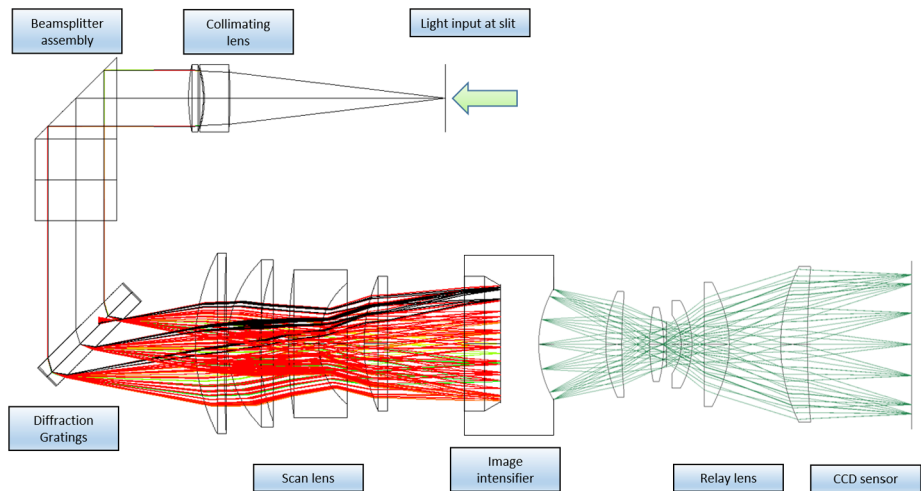 Beamsplitter
assembly
Collimating
lens
Light input at slit
Diffraction
Gratings
Scan lens
Image
intensifier
Relay lens
CCD sensor